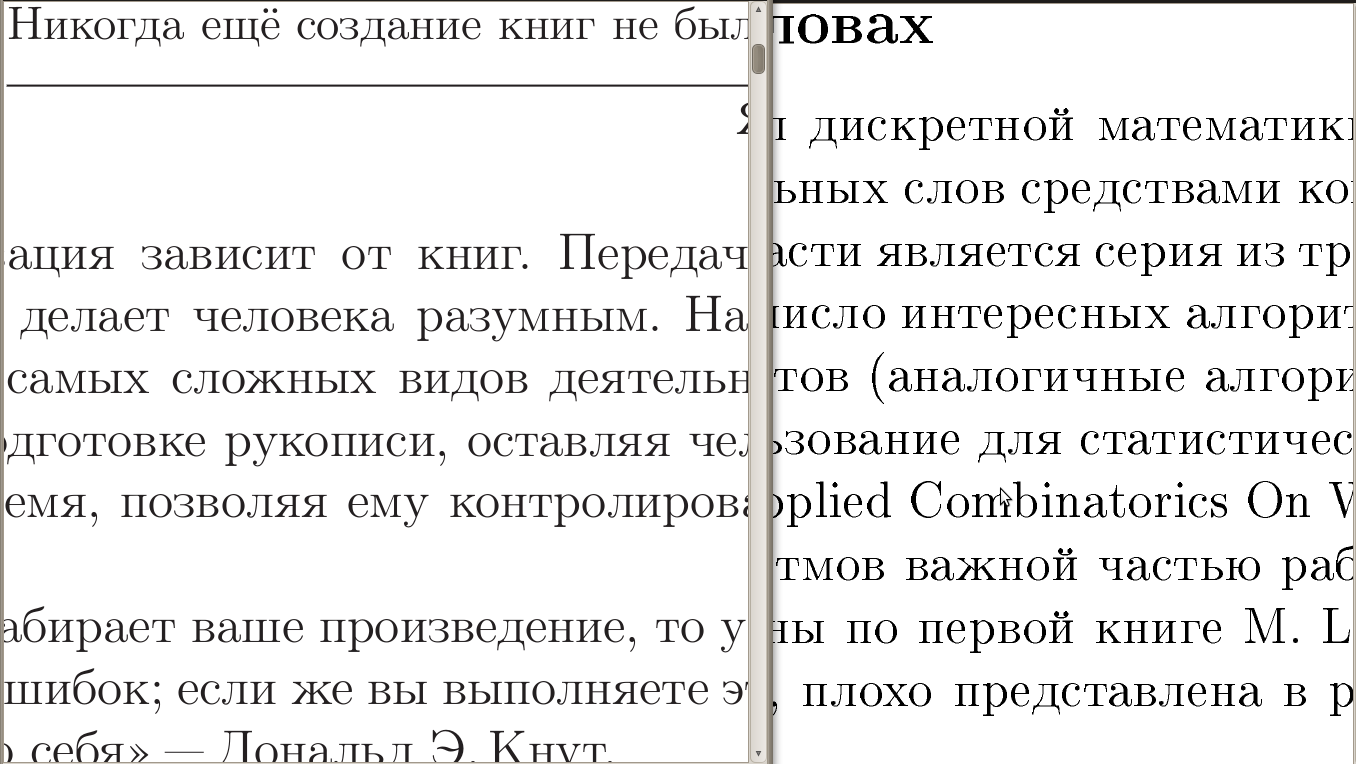 Никогда ещё создание книг не был
Я
ация зависит от книг. Передач
делает человека разумным. На
самых сложных видов деятельн
одготовке рукописи, оставляя чел
емя, позволяя ему контролирова
абирает ваше произведение, то у
шибок; если же вы выполняете эт
о себя» — Дональд Э. Кнут.
ловах
л дискретной математики
ьных слов средствами ко
асти является серия из тр
число интересных алгорит
тов (аналогичные алгори
ьзование для статистичес
pplied Combinatorics On W
тмов важной частью раб
ны по первой книге M. L
, плохо представлена в р